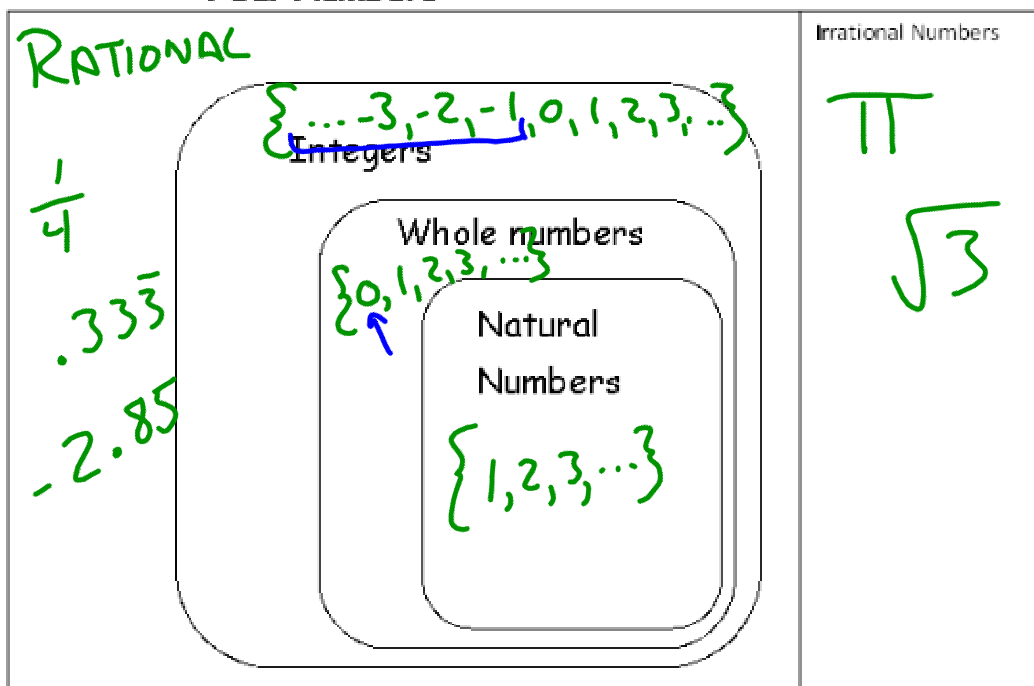 RATIONAL
Irrational Numbers
{... -3, -2, -1, 0, 1, 2, 3, ..}
Integers
π
1/4
Whole numbers
√3
{0, 1, 2, 3, ...}
.333̅
Natural
Numbers
-2.85
{1, 2, 3, ...}